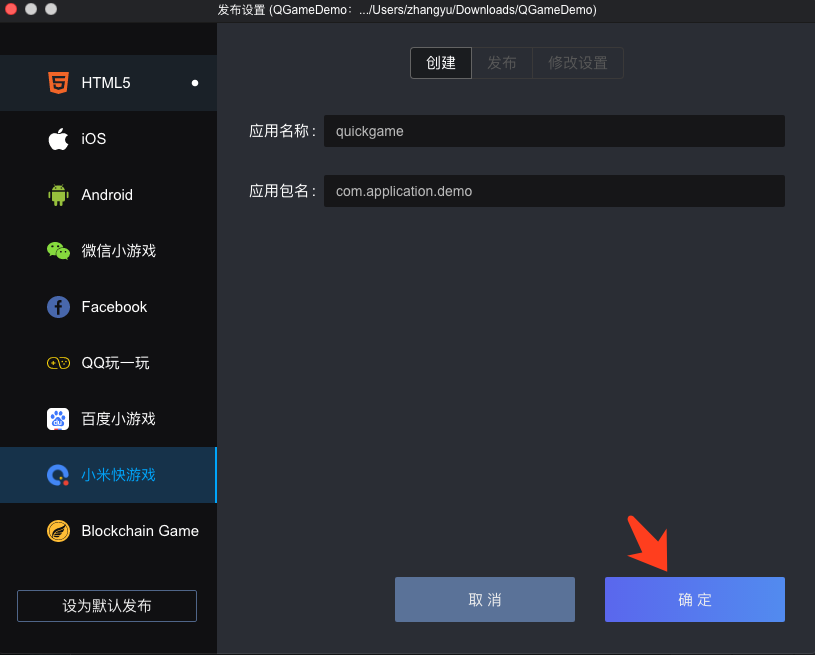 发布设置 (QGameDemo：.../Users/zhangyu/Downloads/QGameDemo)
HTML5
iOS
Android
微信小游戏
Facebook
QQ玩一玩
百度小游戏
小米快游戏
Blockchain Game
设为默认发布
创建 发布 修改设置
应用名称: quickgame
应用包名: com.application.demo
取 消 确 定